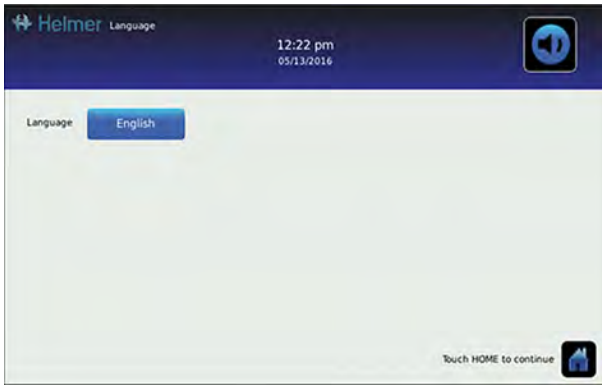 Helmer Language
12:22 pm
05/13/2016
Language English
Touch HOME to continue